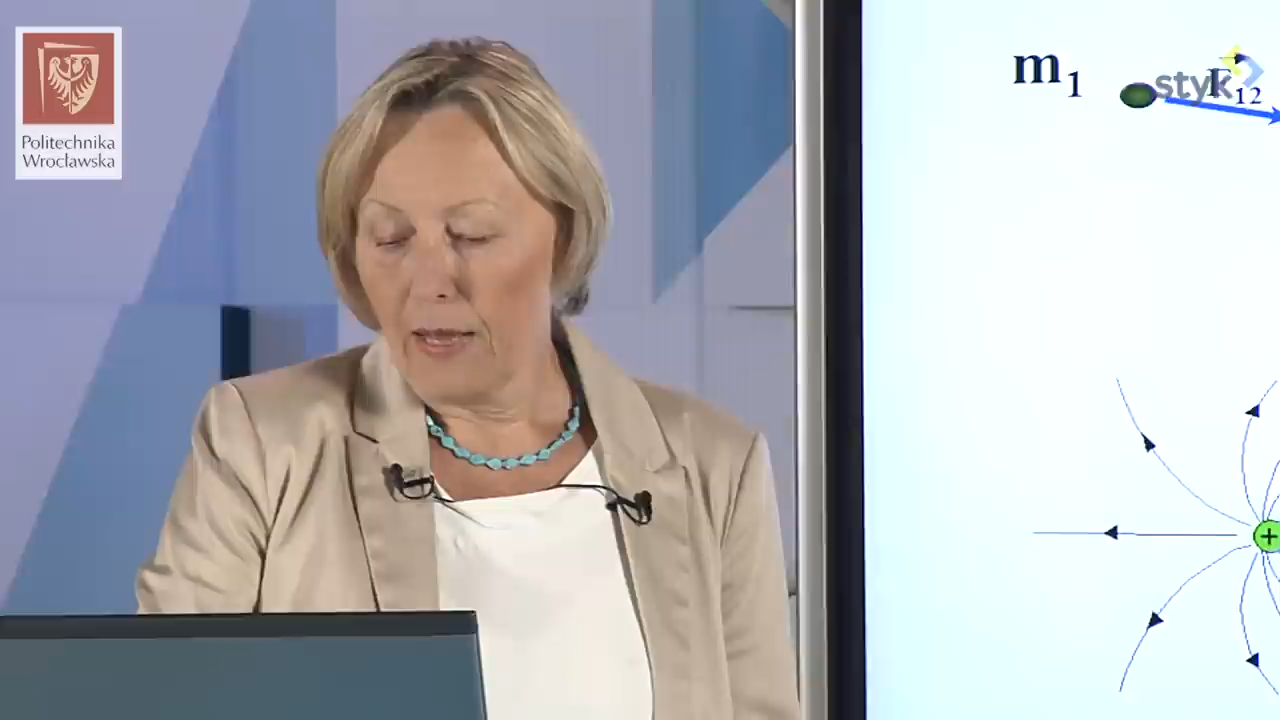 Politechnika
Wrocławska
m₁
F₁₂
styk
+